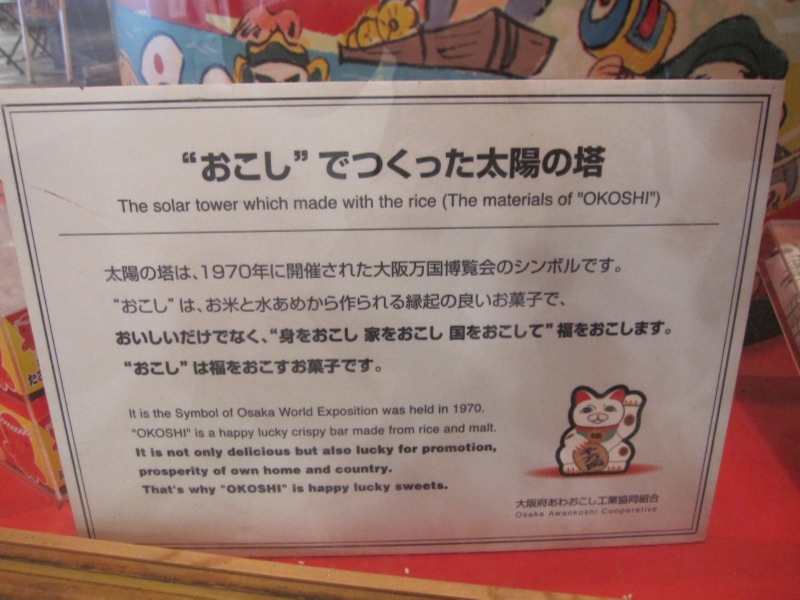 “おこし”でつくった太陽の塔
The solar tower which made with the rice (The materials of "OKOSHI")
太陽の塔は、1970年に開催された大阪万国博覧会のシンボルです。
“おこし”は、お米と水あめから作られる縁起の良いお菓子で、
おいしいだけでなく、“身をおこし 家をおこし 国をおこして”福をおこします。
“おこし”は福をおこすお菓子です。
It is the Symbol of Osaka World Exposition was held in 1970.
"OKOSHI" is a happy lucky crispy bar made from rice and malt.
It is not only delicious but also lucky for promotion,
prosperity of own home and country.
That's why "OKOSHI" is happy lucky sweets.
大阪府あわおこし工業協同組合
Osaka Awaokoshi Cooperative